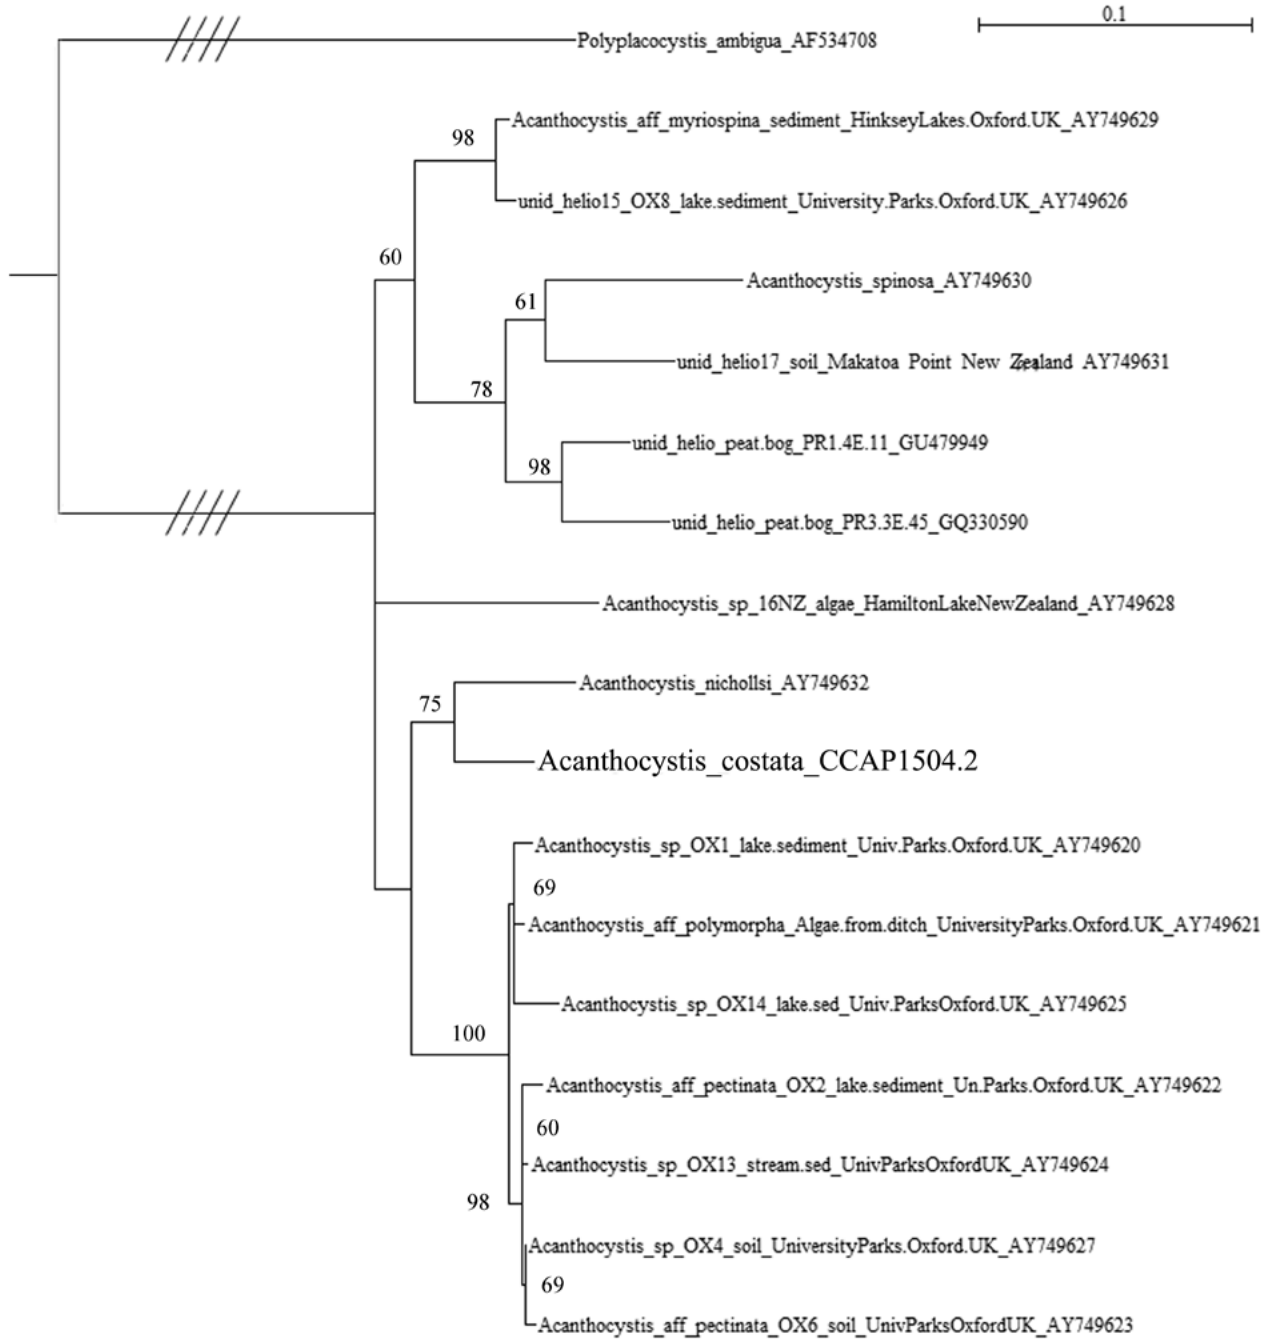 0.1
Polyplacocystis_ambigua_AF534708
Acanthocystis_aff_myriospina_sediment_HinkseyLakes.Oxford.UK_AY749629
98
unid_helio15_OX8_lake.sediment_University.Parks.Oxford.UK_AY749626
60
Acanthocystis_spinosa_AY749630
61
unid_helio17_soil_Makatoa Point New Zealand AY749631
78
unid_helio_peat.bog_PR1.4E.11_GU479949
98
unid_helio_peat.bog_PR3.3E.45_GQ330590
Acanthocystis_sp_16NZ_algae_HamiltonLakeNewZealand_AY749628
Acanthocystis_nichollsi_AY749632
75
Acanthocystis_costata_CCAP1504.2
Acanthocystis_sp_OX1_lake.sediment_Univ.Parks.Oxford.UK_AY749620
69
Acanthocystis_aff_polymorpha_Algae.from.ditch_UniversityParks.Oxford.UK_AY749621
Acanthocystis_sp_OX14_lake.sed_Univ.ParksOxford.UK_AY749625
100
Acanthocystis_aff_pectinata_OX2_lake.sediment_Un.Parks.Oxford.UK_AY749622
60
Acanthocystis_sp_OX13_stream.sed_UnivParksOxfordUK_AY749624
98
Acanthocystis_sp_OX4_soil_UniversityParks.Oxford.UK_AY749627
69
Acanthocystis_aff_pectinata_OX6_soil_UnivParksOxfordUK_AY749623